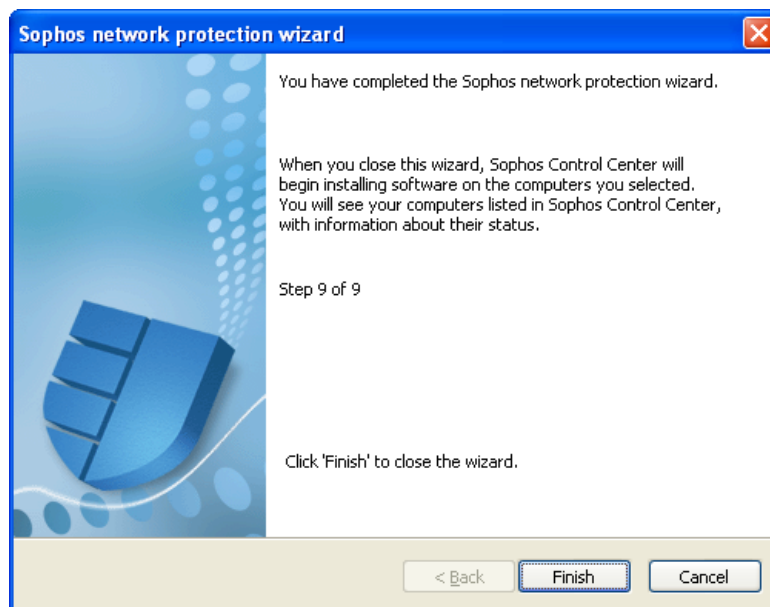 Sophos network protection wizard
You have completed the Sophos network protection wizard.
When you close this wizard, Sophos Control Center will
begin installing software on the computers you selected.
You will see your computers listed in Sophos Control Center,
with information about their status.
Step 9 of 9
Click 'Finish' to close the wizard.
< Back Finish Cancel